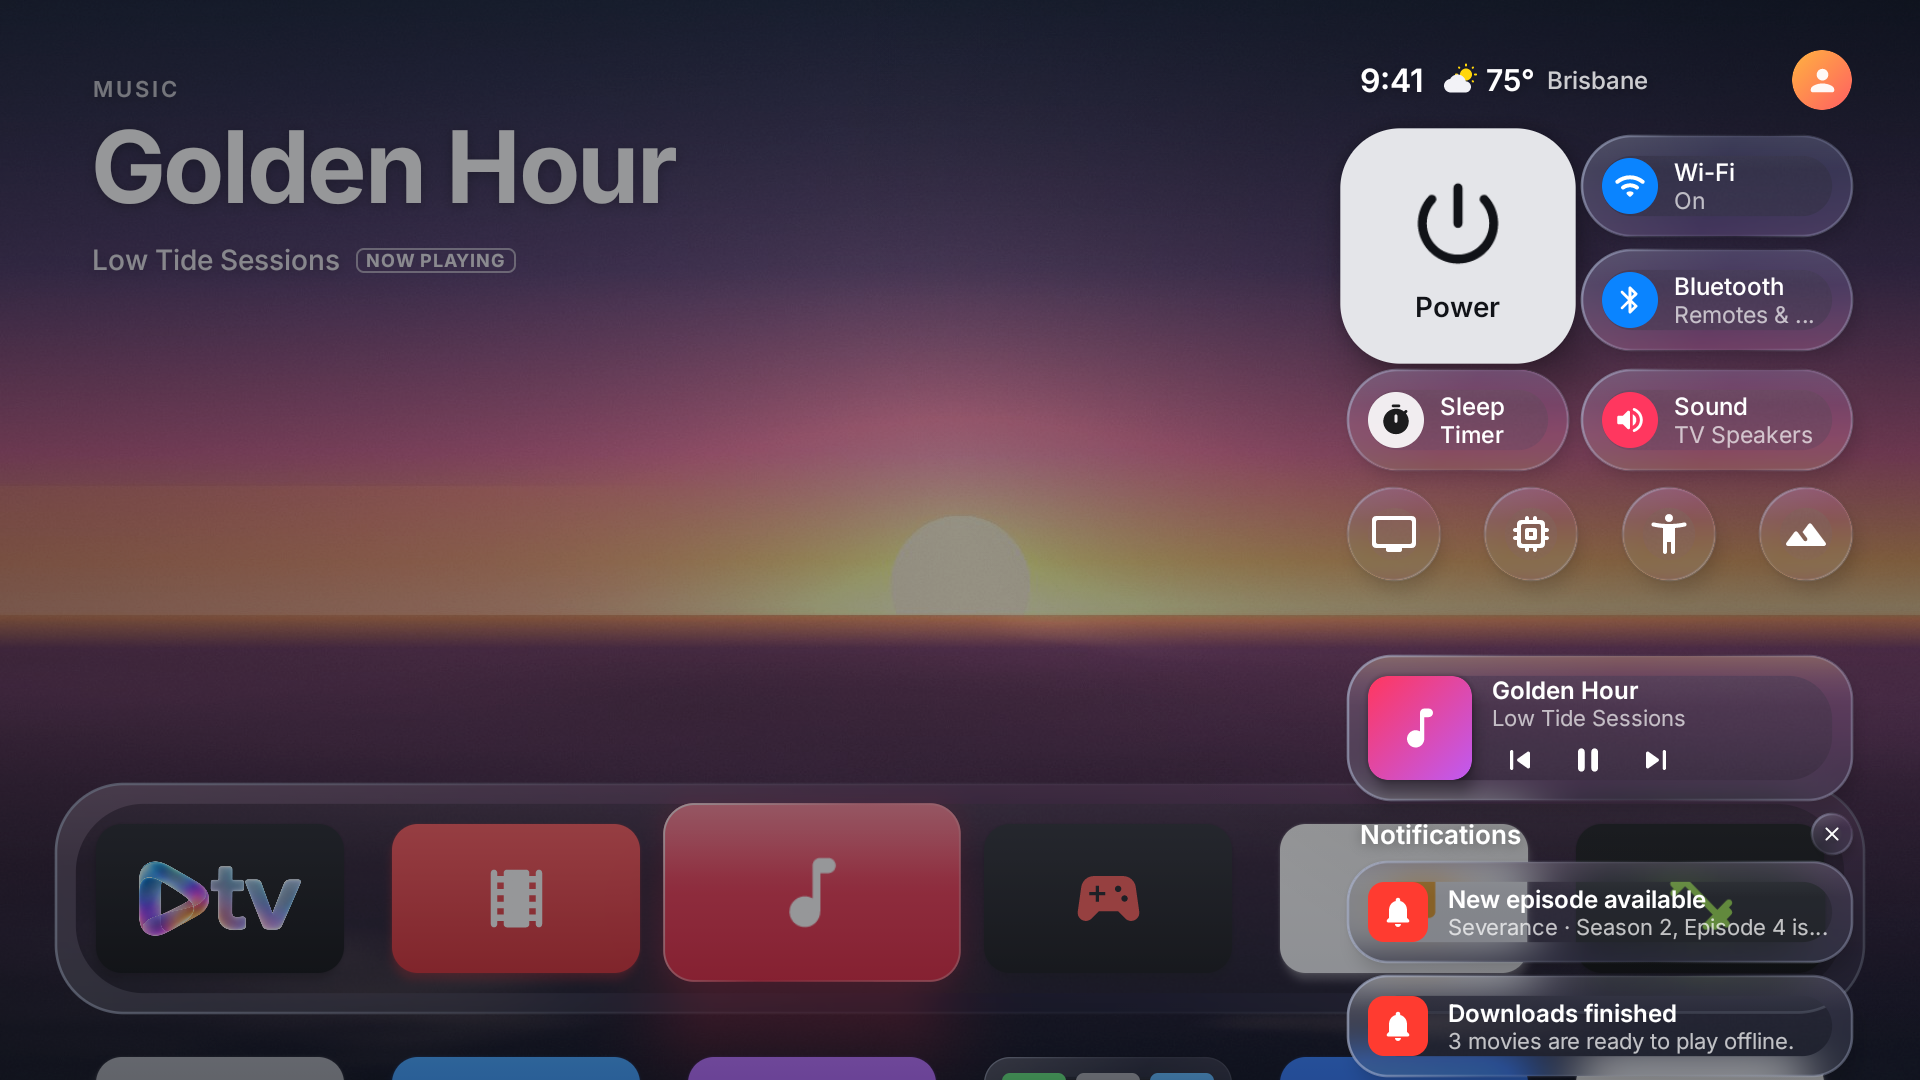 MUSIC
Golden Hour
Low Tide Sessions NOW PLAYING
9:41 75° Brisbane
Power
Wi-Fi
On
Bluetooth
Remotes & ...
Sleep
Timer
Sound
TV Speakers
Golden Hour
Low Tide Sessions
tv
Notifications
New episode available
Severance · Season 2, Episode 4 is...
Downloads finished
3 movies are ready to play offline.